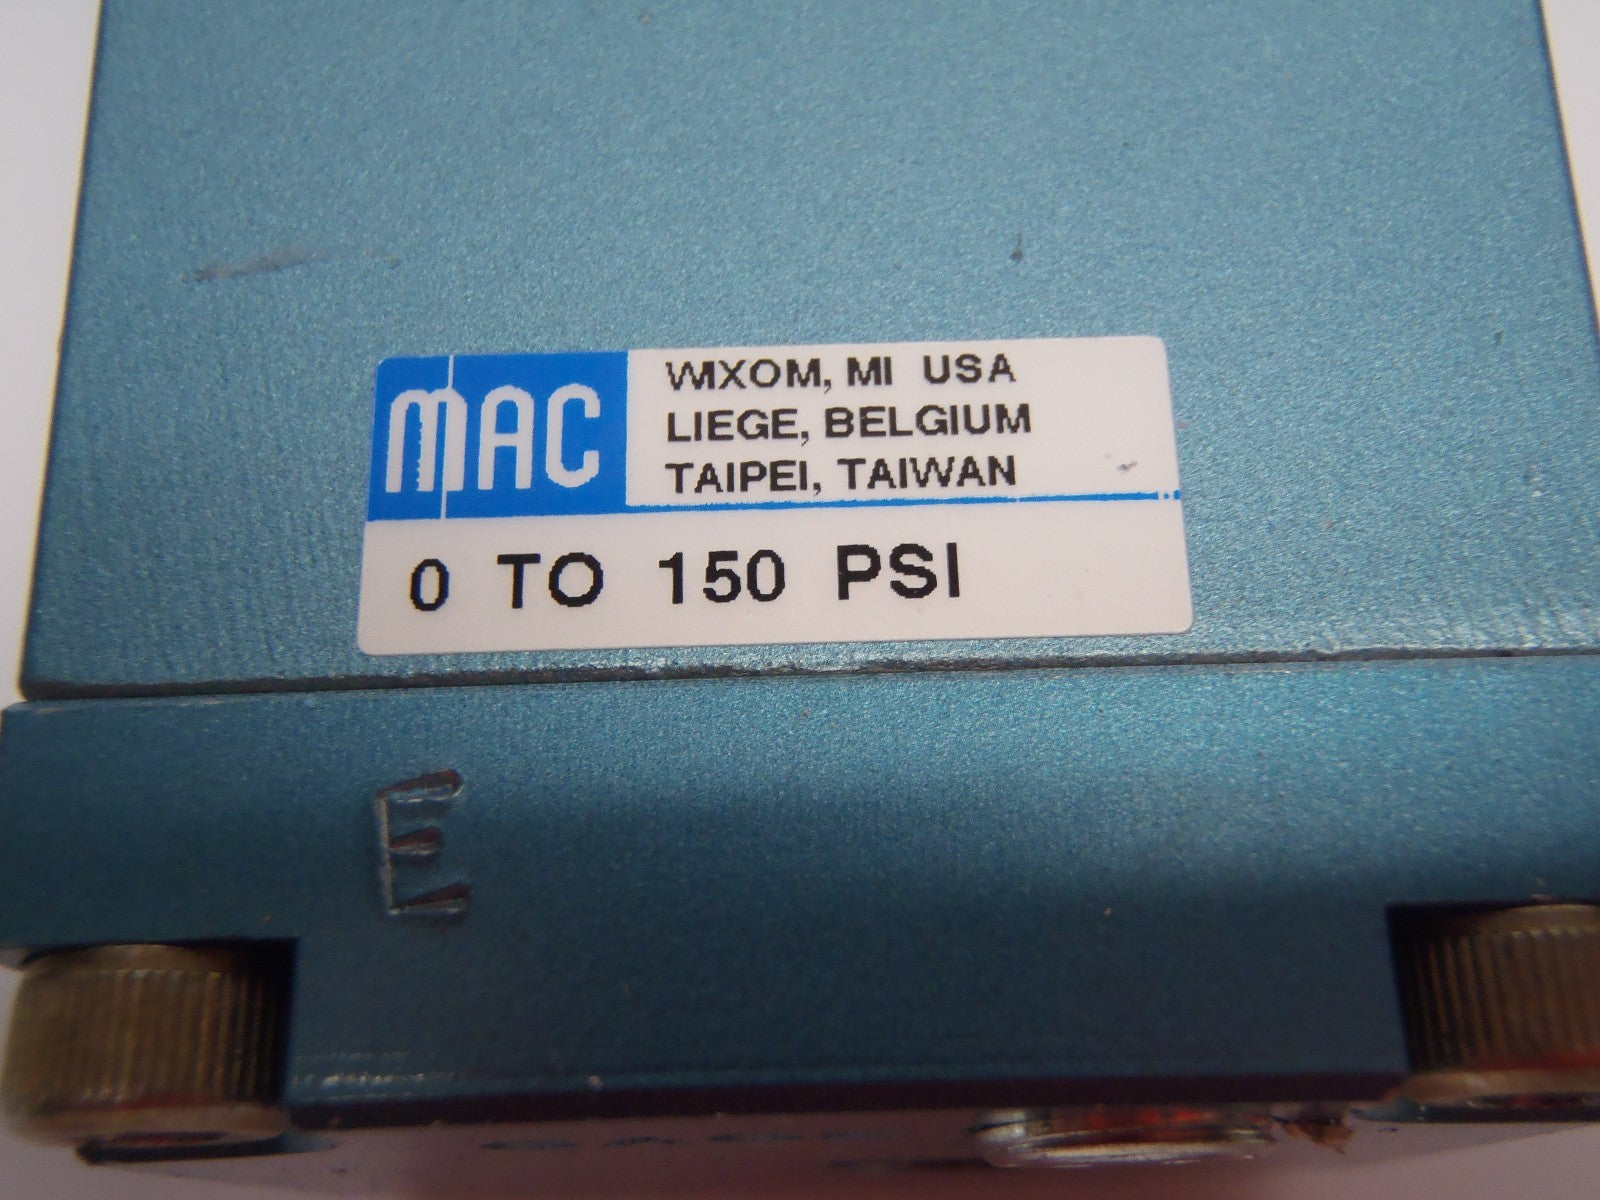 MAC
WIXOM, MI USA
LIEGE, BELGIUM
TAIPEI, TAIWAN
0 TO 150 PSI
E